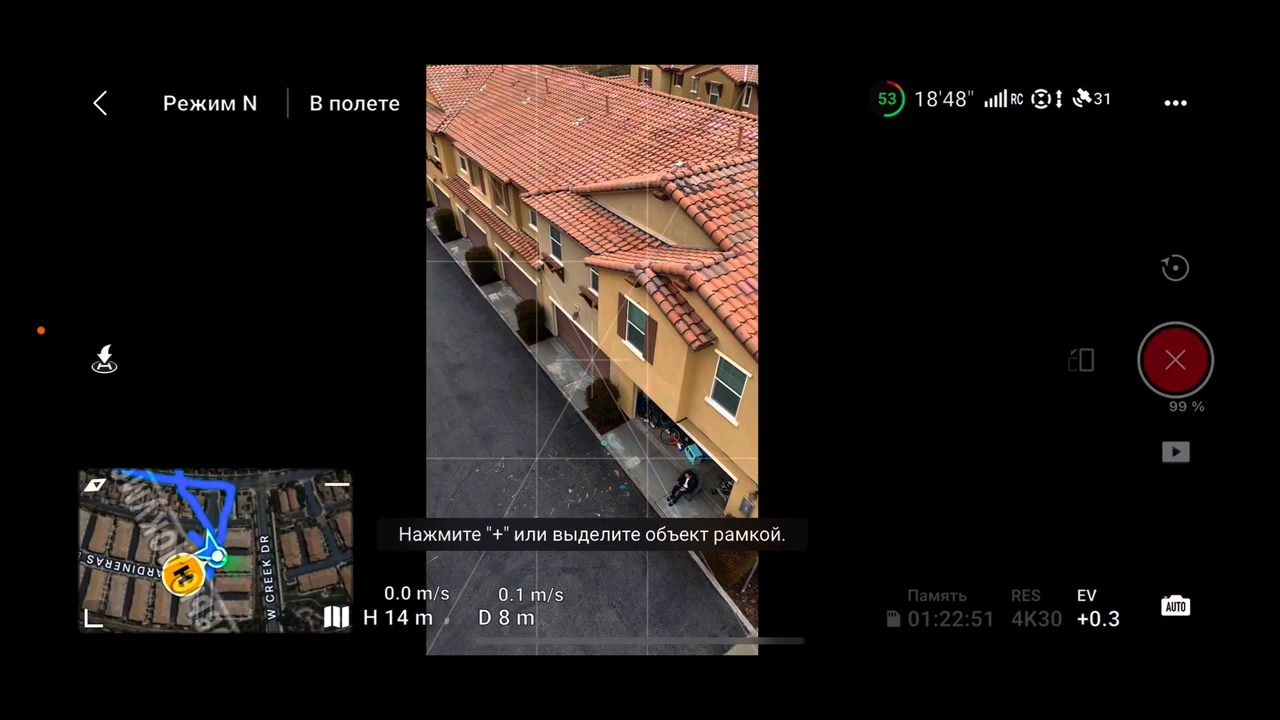 Режим N
В полете
53
18'48"
RC
31
99 %
Нажмите "+" или выделите объект рамкой.
W CREEK DR
ARDINERAS
H
0.0 m/s
0.1 m/s
H 14 m
D 8 m
Память
RES
EV
01:22:51
4K30
+0.3
AUTO